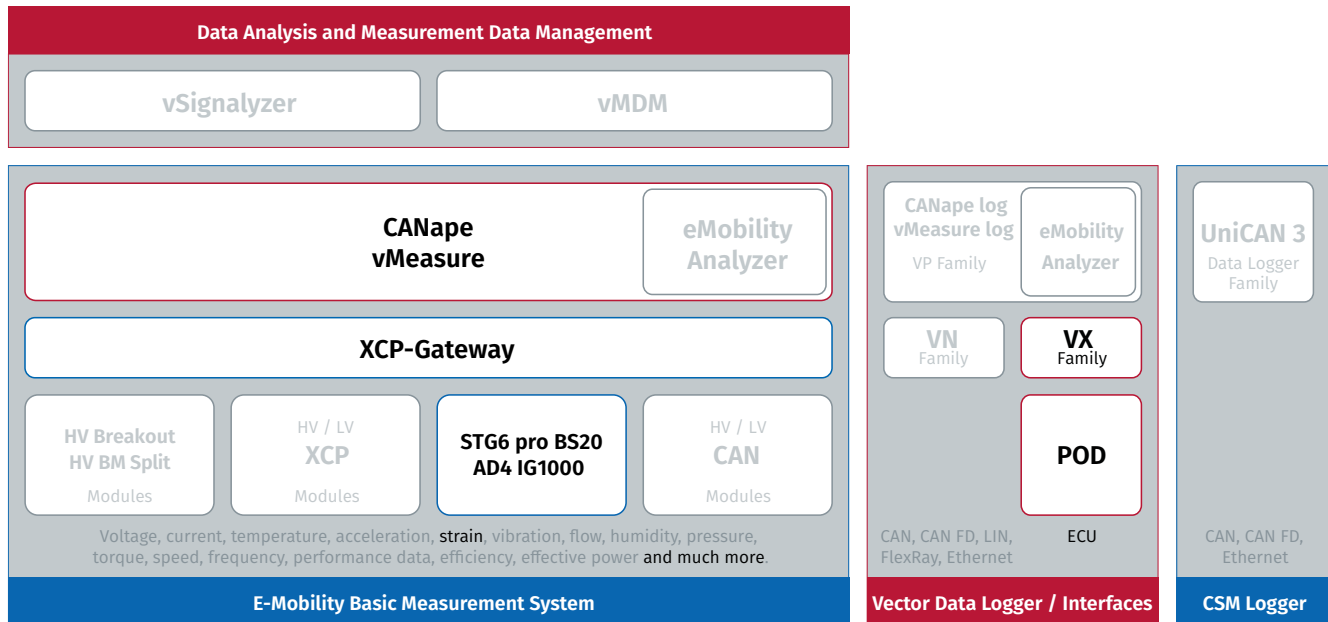 Data Analysis and Measurement Data Management
vSignalyzer
vMDM
CANape
vMeasure
eMobility
Analyzer
XCP-Gateway
HV Breakout
HV BM Split
Modules
HV / LV
XCP
Modules
STG6 pro BS20
AD4 IG1000
HV / LV
CAN
Modules
Voltage, current, temperature, acceleration, strain, vibration, flow, humidity, pressure,
torque, speed, frequency, performance data, efficiency, effective power and much more.
E-Mobility Basic Measurement System
CANape log
vMeasure log
VP Family
eMobility
Analyzer
VN
Family
VX
Family
POD
CAN, CAN FD, LIN,
FlexRay, Ethernet
ECU
Vector Data Logger / Interfaces
UniCAN 3
Data Logger
Family
CAN, CAN FD,
Ethernet
CSM Logger